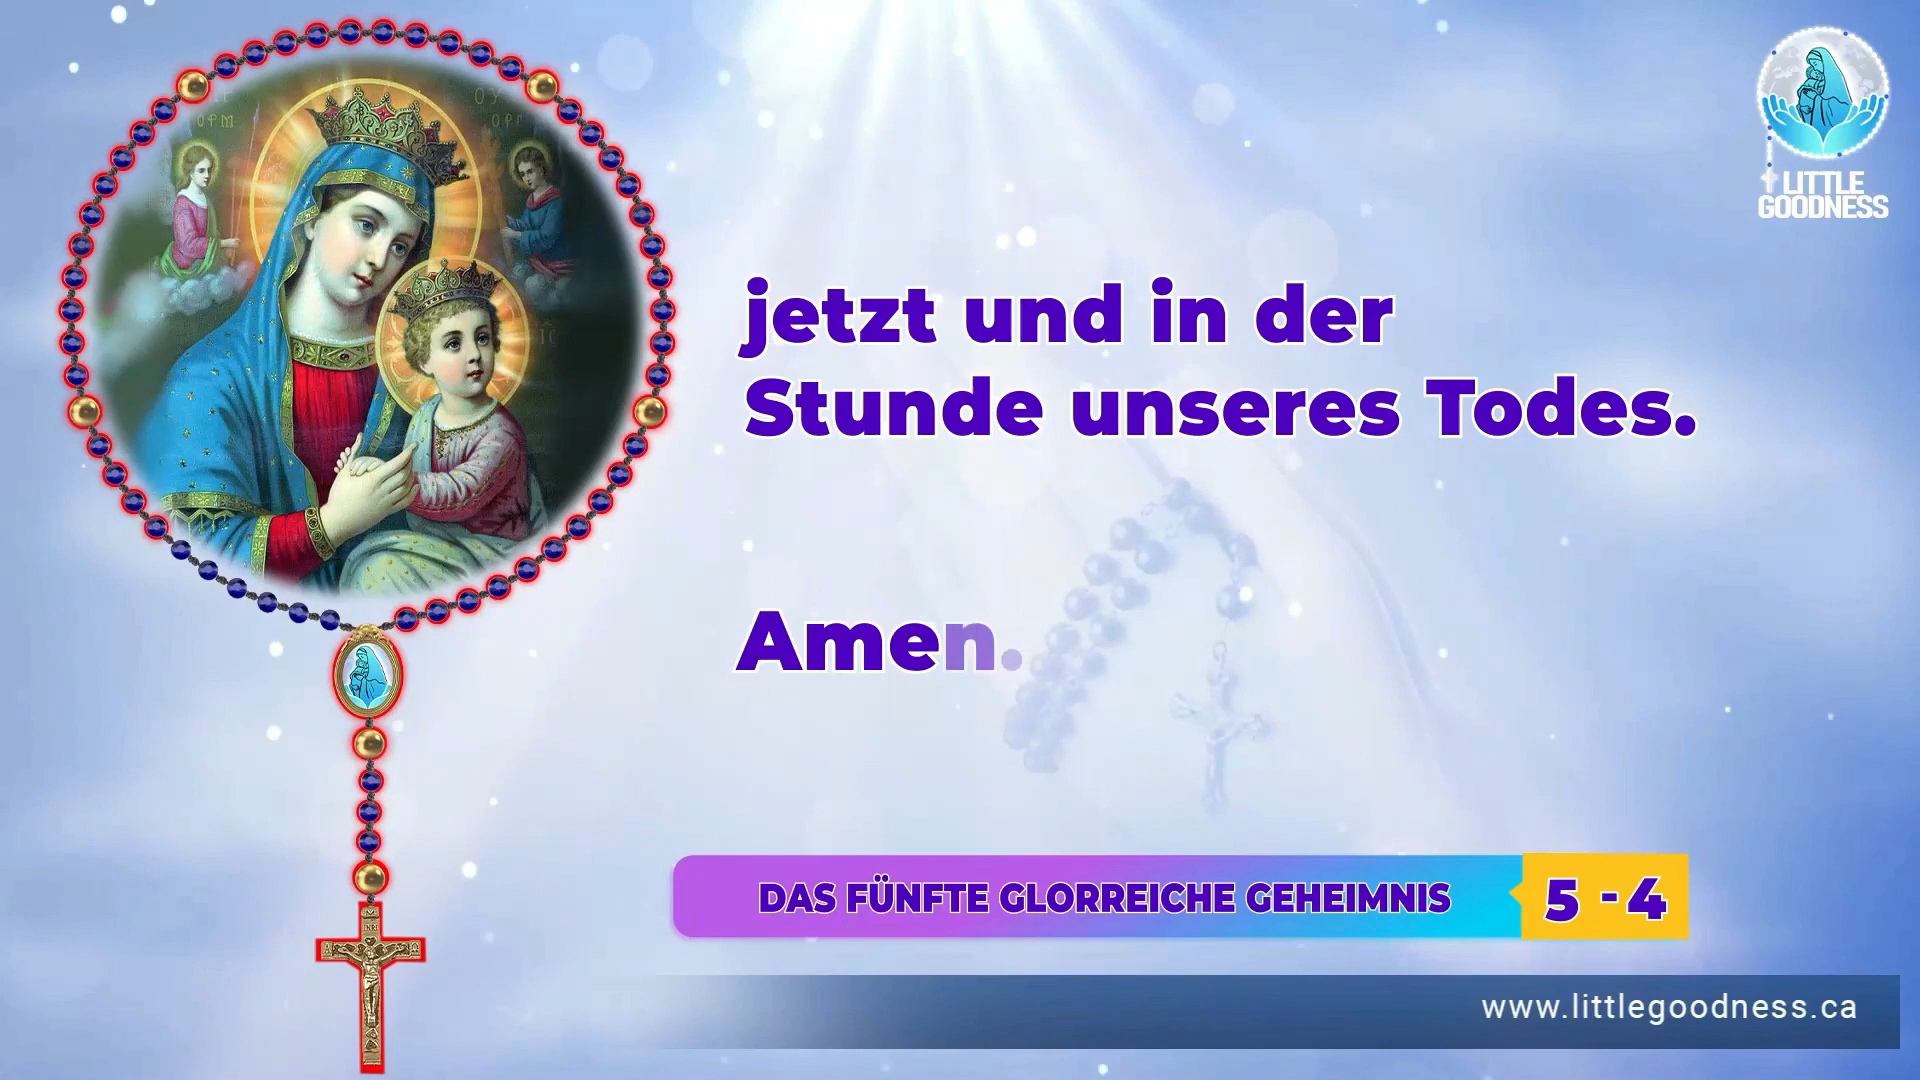 LITTLE
GOODNESS
jetzt und in der
Stunde unseres Todes.
Amen.
DAS FÜNFTE GLORREICHE GEHEIMNIS
5 - 4
www.littlegoodness.ca
INRI